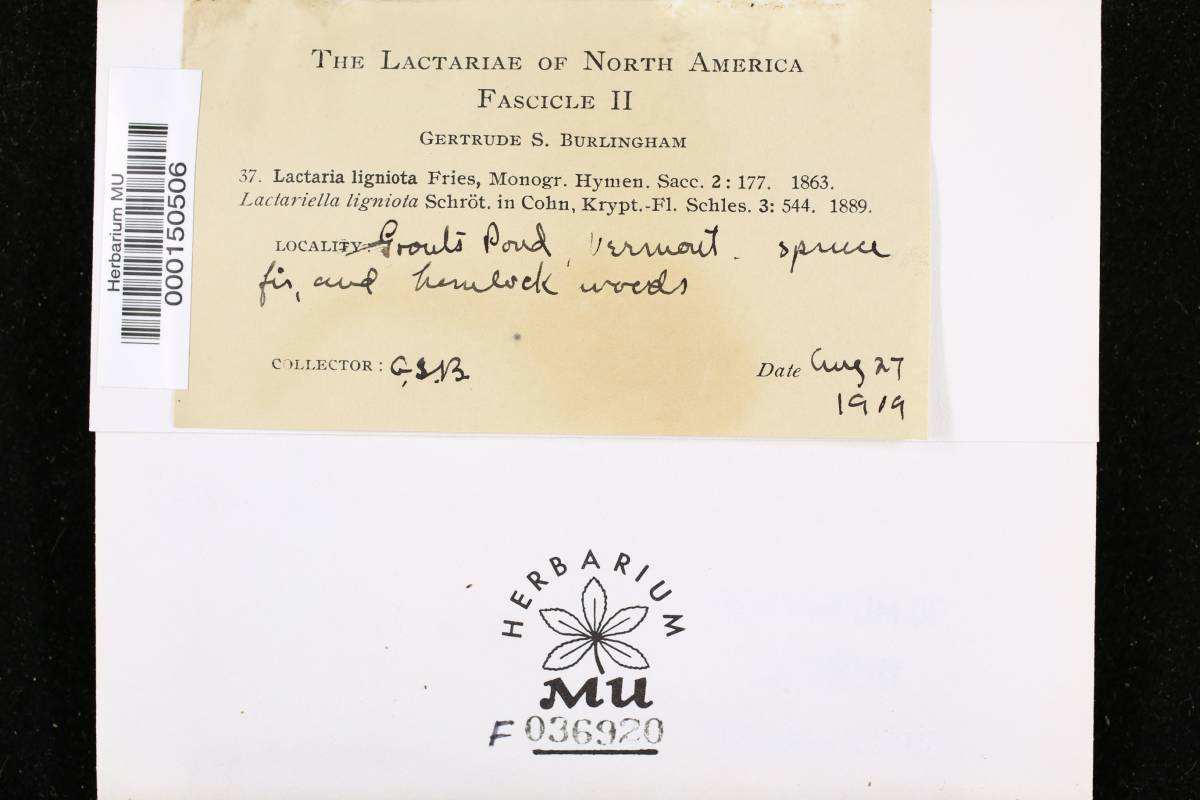 THE LACTARIAE OF NORTH AMERICA
FASCICLE II
GERTRUDE S. BURLINGHAM
37. Lactaria ligniota Fries, Monogr. Hymen. Suec. 2: 177. 1863.
Lactariella ligniota Schröt. in Cohn, Krypt.-Fl. Schles. 3: 544. 1889.
LOCALITY: Grouts Pond, Vermont. spruce
fir, and hemlock woods
COLLECTOR: G.S.B.
Date Aug 27
1919
Herbarium MU
000150506
HERBARIUM
MU
F 036920